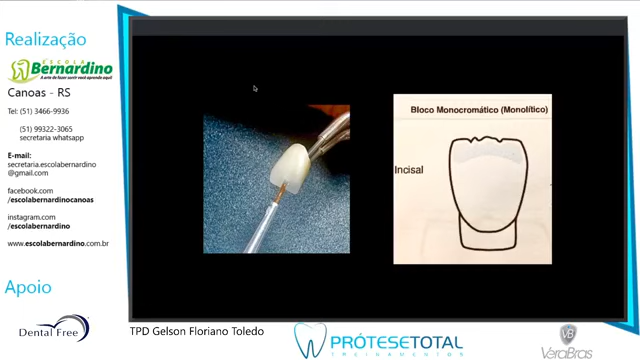 Realização
ESCOLA
Bernardino
A arte de fazer sorrir você aprende aqui!
Canoas - RS
Tel: (51) 3466-9936
(51) 99322-3065
secretaria whatsapp
E-mail:
secretaria.escolabernardino
@gmail.com
facebook.com
/escolabernardinocanoas
instagram.com
/escolabernardino
www.escolabernardino.com.br
Apoio
Dental Free
Bloco Monocromático (Monolítico)
Incisal
TPD Gelson Floriano Toledo
PRÓTESETOTAL
TREINAMENTOS
VB
VeraBras